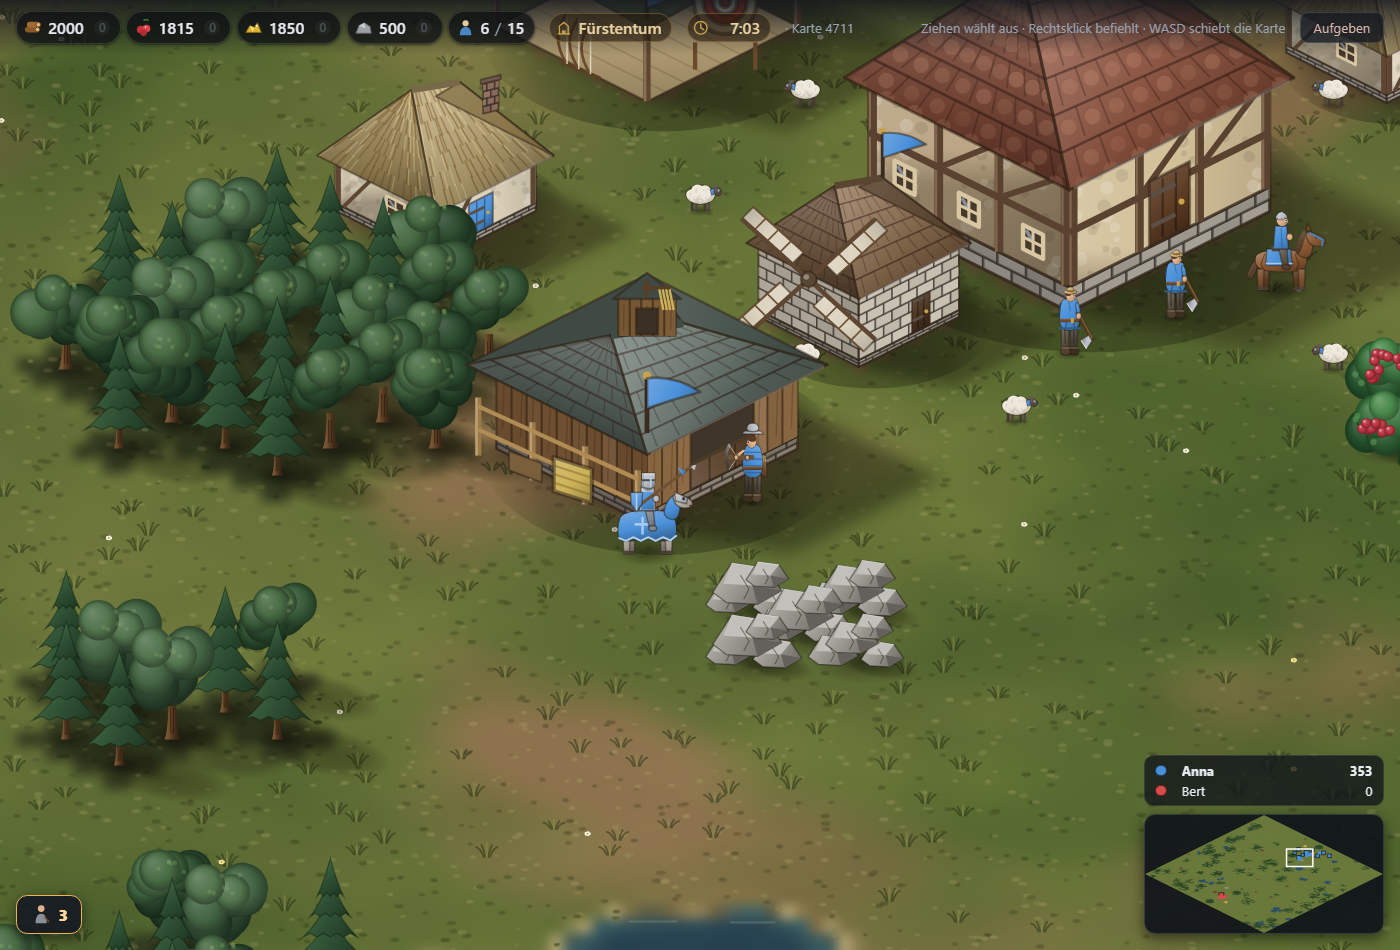 2000 0 1815 0 1850 0 500 0 6 / 15 Fürstentum 7:03 Karte 4711 Ziehen wählt aus · Rechtsklick befiehlt · WASD schiebt die Karte Aufgeben
Anna 353
Bert 0
3